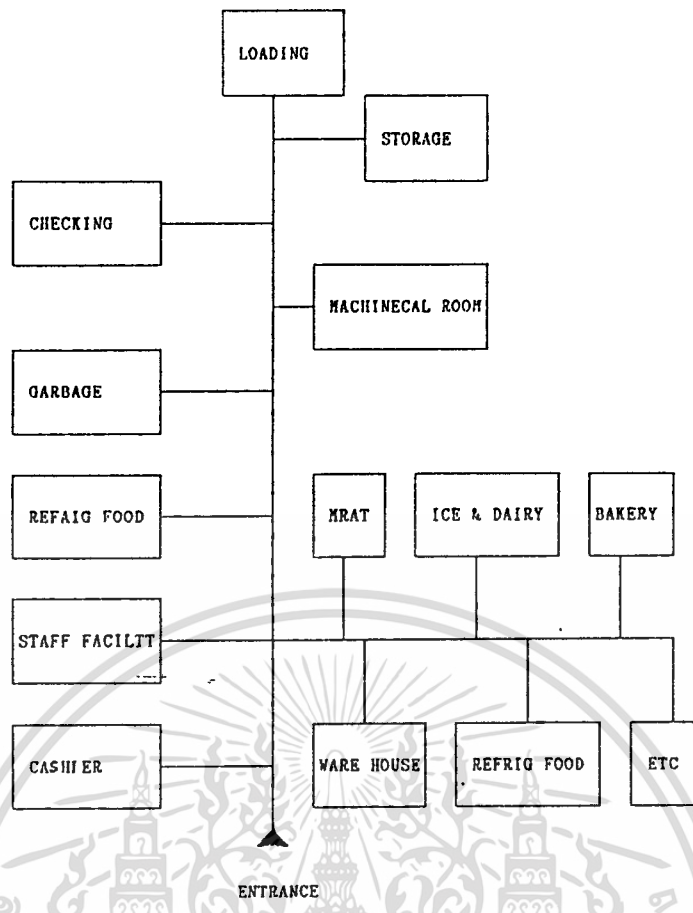 LOADING
STORAGE
CHECKING
MACHINECAL ROOM
GARBAGE
REFAIG FOOD
MRAT
ICE & DAIRY
BAKERY
STAFF FACILTT
CASHIER
WARE HOUSE
REFRIG FOOD
ETC
ENTRANCE